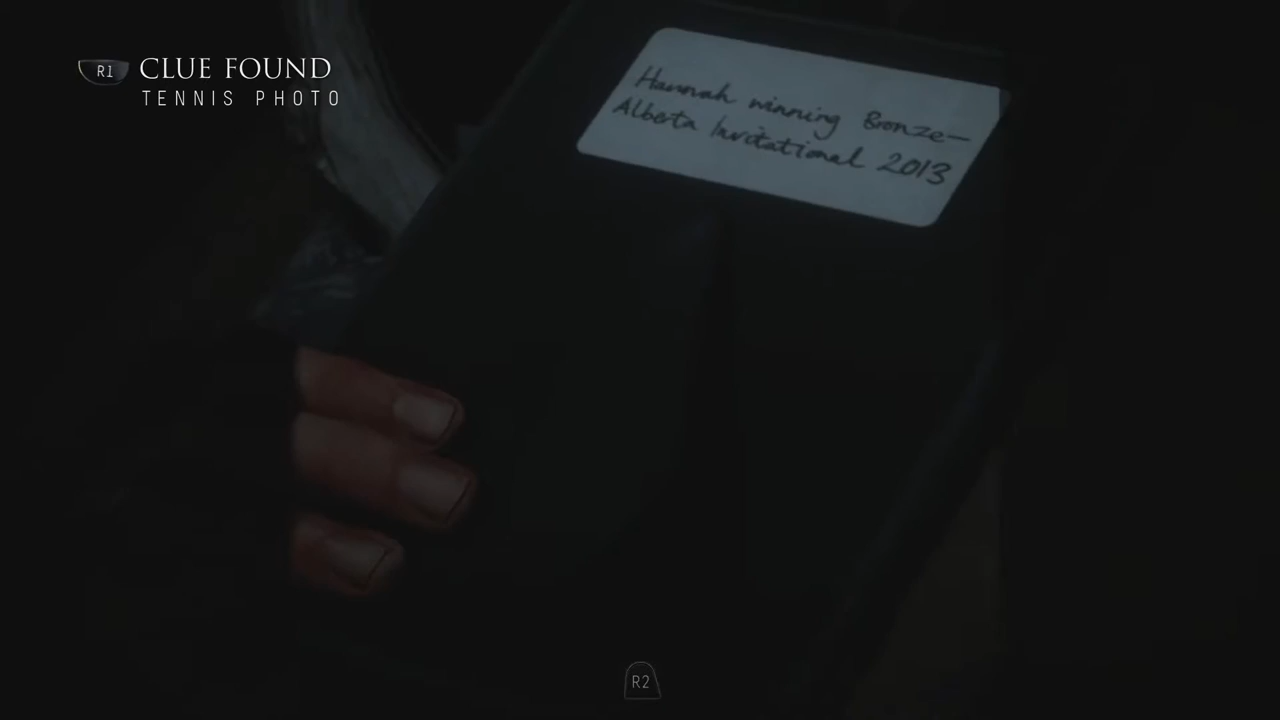 R1 CLUE FOUND
TENNIS PHOTO
Hannah winning Bronze—
Alberta Invitational 2013
R2